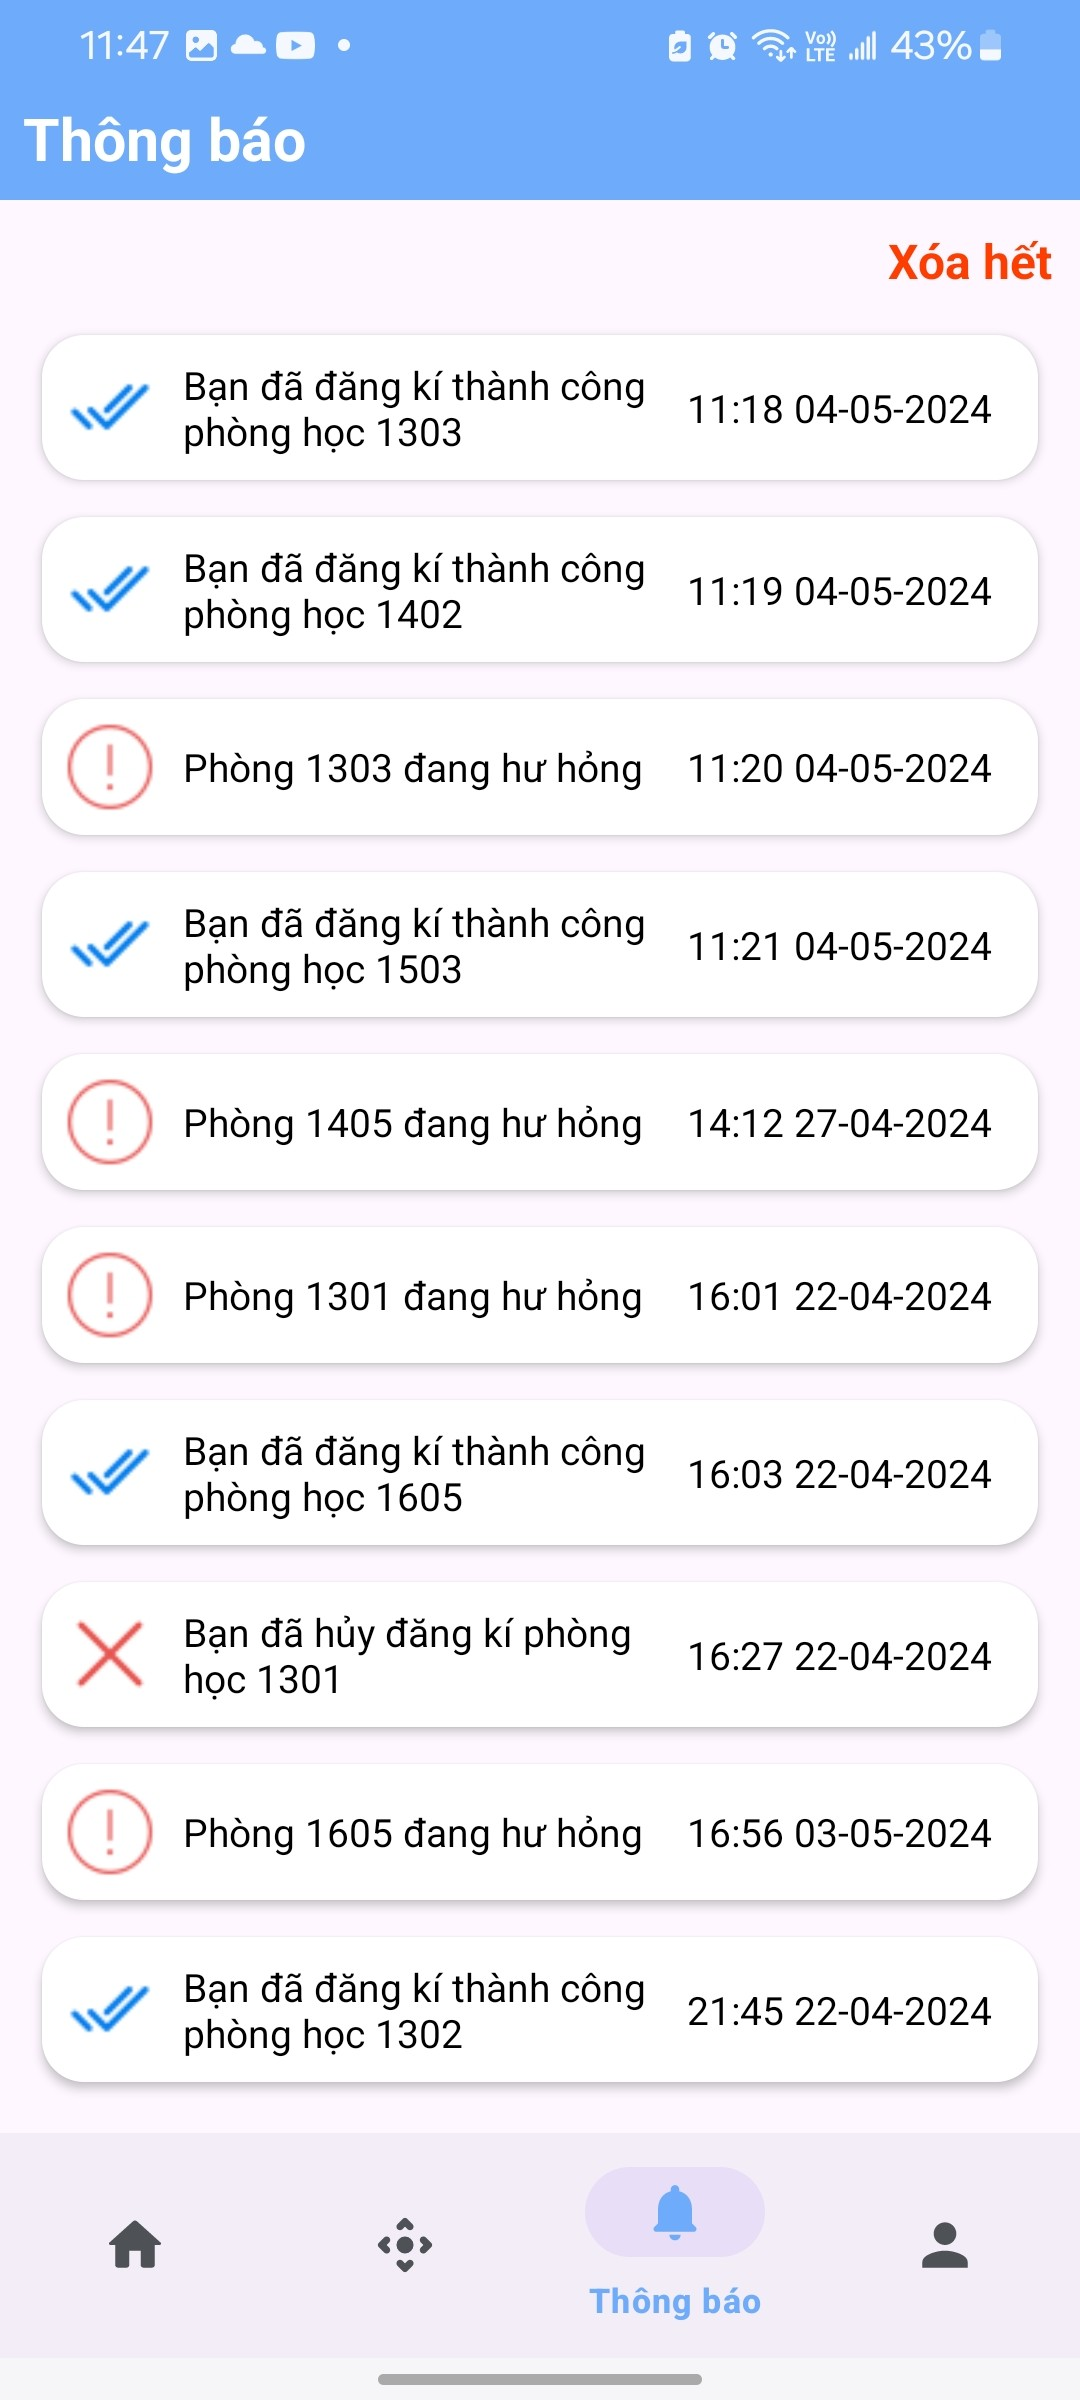 11:47
Vo))
LTE
43%
Thông báo
Xóa hết
Bạn đã đăng kí thành công
phòng học 1303
11:18 04-05-2024
Bạn đã đăng kí thành công
phòng học 1402
11:19 04-05-2024
Phòng 1303 đang hư hỏng
11:20 04-05-2024
Bạn đã đăng kí thành công
phòng học 1503
11:21 04-05-2024
Phòng 1405 đang hư hỏng
14:12 27-04-2024
Phòng 1301 đang hư hỏng
16:01 22-04-2024
Bạn đã đăng kí thành công
phòng học 1605
16:03 22-04-2024
Bạn đã hủy đăng kí phòng
học 1301
16:27 22-04-2024
Phòng 1605 đang hư hỏng
16:56 03-05-2024
Bạn đã đăng kí thành công
phòng học 1302
21:45 22-04-2024
Thông báo